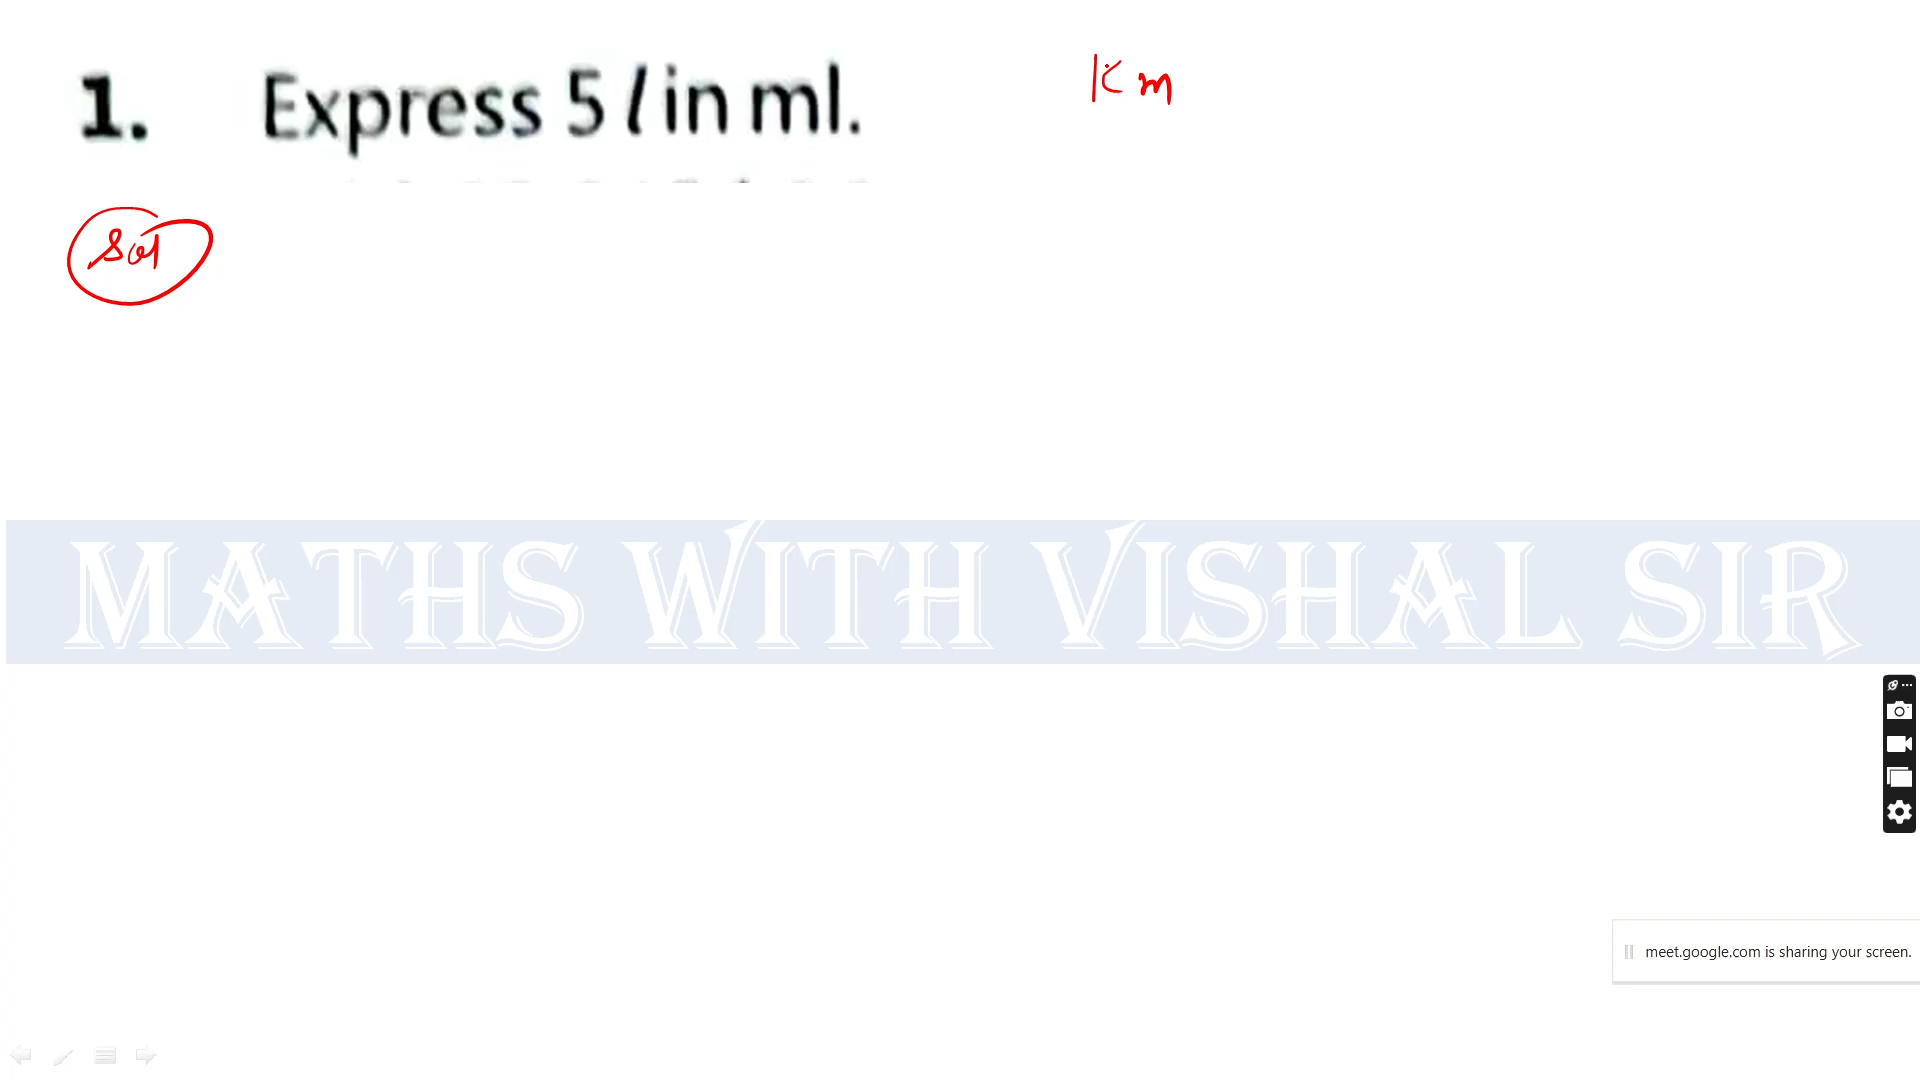 1. Express 5 l in ml.
Km
Sol
MATHS WITH VISHAL SIR
meet.google.com is sharing your screen.